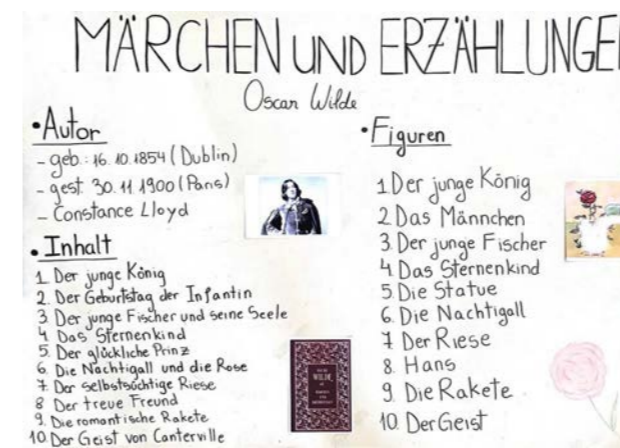 MÄRCHEN UND ERZÄHLUNGE
Oscar Wilde
• Autor
- geb.: 16.10.1854 (Dublin)
- gest. 30.11.1900 (Paris)
- Constance Lloyd
• Inhalt
1. Der junge König
2. Der Geburtstag der Infantin
3. Der junge Fischer und seine Seele
4. Das Sternenkind
5. Der glückliche Prinz
6. Die Nachtigall und die Rose
7. Der selbstsüchtige Riese
8 Der treue Freund
9. Die romantische Rakete
10. Der Geist von Canterville
WILDE
• Figuren
1 Der junge König
2 Das Männchen
3. Der junge Fischer
4 Das Sternenkind
5. Die Statue
6. Die Nachtigall
7 Der Riese
8. Hans
9. Die Rakete
10. Der Geist